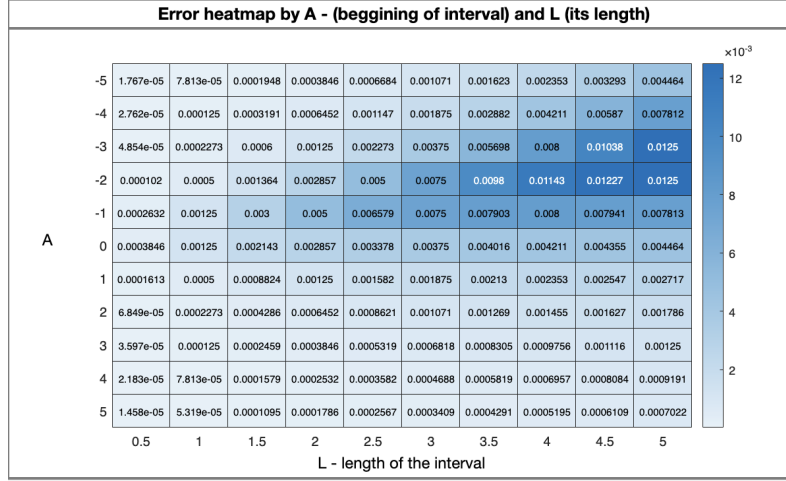 Error heatmap by A - (beggining of interval) and L (its length)
×10⁻³
-5 1.767e-05 7.813e-05 0.0001948 0.0003846 0.0006684 0.001071 0.001623 0.002353 0.003293 0.004464 12
-4 2.762e-05 0.000125 0.0003191 0.0006452 0.001147 0.001875 0.002882 0.004211 0.00587 0.007812
10
-3 4.854e-05 0.0002273 0.0006 0.00125 0.002273 0.00375 0.005698 0.008 0.01038 0.0125
-2 0.000102 0.0005 0.001364 0.002857 0.005 0.0075 0.0098 0.01143 0.01227 0.0125
8
-1 0.0002632 0.00125 0.003 0.005 0.006579 0.0075 0.007903 0.008 0.007941 0.007813
A
0 0.0003846 0.00125 0.002143 0.002857 0.003378 0.00375 0.004016 0.004211 0.004355 0.004464
6
1 0.0001613 0.0005 0.0008824 0.00125 0.001582 0.001875 0.00213 0.002353 0.002547 0.002717
4
2 6.849e-05 0.0002273 0.0004286 0.0006452 0.0008621 0.001071 0.001269 0.001455 0.001627 0.001786
3 3.597e-05 0.000125 0.0002459 0.0003846 0.0005319 0.0006818 0.0008305 0.0009756 0.001116 0.00125
2
4 2.183e-05 7.813e-05 0.0001579 0.0002532 0.0003582 0.0004688 0.0005819 0.0006957 0.0008084 0.0009191
5 1.458e-05 5.319e-05 0.0001095 0.0001786 0.0002567 0.0003409 0.0004291 0.0005195 0.0006109 0.0007022
0.5 1 1.5 2 2.5 3 3.5 4 4.5 5
L - length of the interval